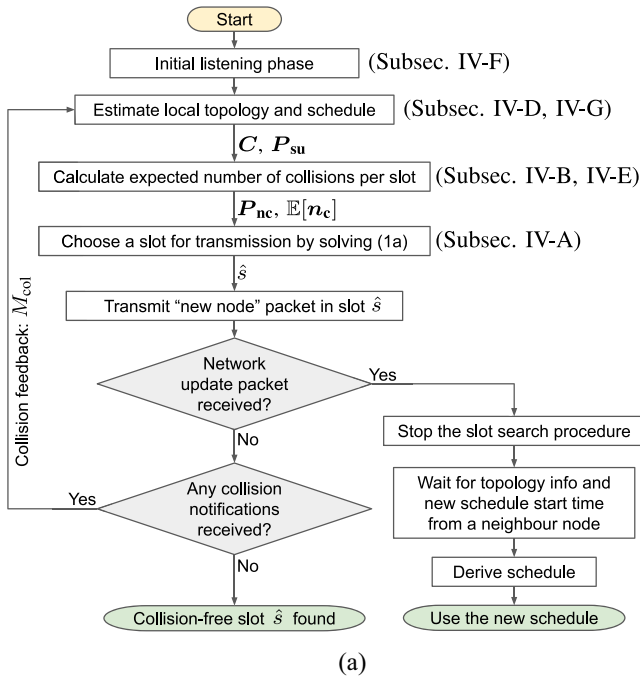 Start
Initial listening phase
(Subsec. IV-F)
Estimate local topology and schedule
(Subsec. IV-D, IV-G)
C, P_su
Calculate expected number of collisions per slot
(Subsec. IV-B, IV-E)
P_nc, 𝔼[n_c]
Choose a slot for transmission by solving (1a)
(Subsec. IV-A)
ŝ
Transmit “new node” packet in slot ŝ
Network
update packet
received?
Yes
No
Collision feedback: M_col
Any collision
notifications
received?
Yes
No
Collision-free slot ŝ found
Stop the slot search procedure
Wait for topology info and
new schedule start time
from a neighbour node
Derive schedule
Use the new schedule
(a)